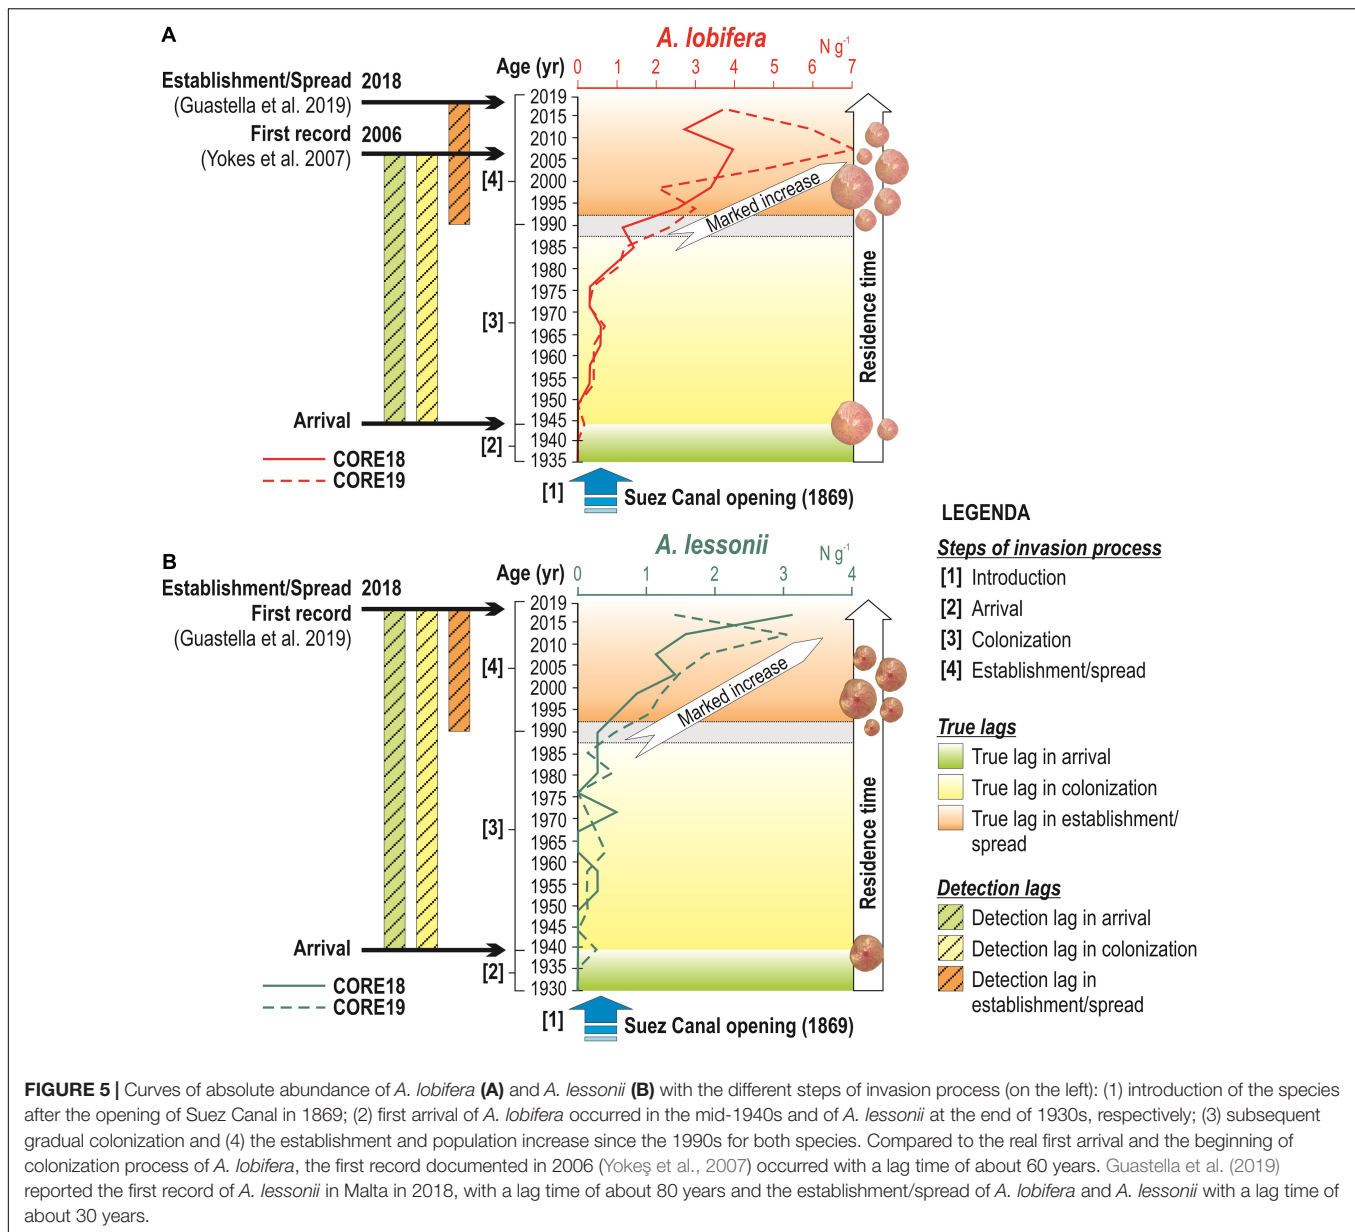 A
A. lobifera
N g-1
Age (yr)
0 1 2 3 4 5 6 7
Establishment/Spread 2018
(Guastella et al. 2019)
First record 2006
(Yokes et al. 2007)
[4]
[3]
Arrival
[2]
CORE18
CORE19
2019
2015
2010
2005
2000
1995
1990
1985
1980
1975
1970
1965
1960
1955
1950
1945
1940
1935
Marked increase
Residence time
[1]
Suez Canal opening (1869)
B
A. lessonii
N g-1
Age (yr)
0 1 2 3 4
Establishment/Spread 2018
First record
(Guastella et al. 2019)
[4]
[3]
Arrival
[2]
CORE18
CORE19
2019
2015
2010
2005
2000
1995
1990
1985
1980
1975
1970
1965
1960
1955
1950
1945
1940
1935
1930
Marked increase
Residence time
[1]
Suez Canal opening (1869)
LEGENDA
Steps of invasion process
[1] Introduction
[2] Arrival
[3] Colonization
[4] Establishment/spread
True lags
True lag in arrival
True lag in colonization
True lag in establishment/
spread
Detection lags
Detection lag in arrival
Detection lag in colonization
Detection lag in
establishment/spread
FIGURE 5 | Curves of absolute abundance of A. lobifera (A) and A. lessonii (B) with the different steps of invasion process (on the left): (1) introduction of the species
after the opening of Suez Canal in 1869; (2) first arrival of A. lobifera occurred in the mid-1940s and of A. lessonii at the end of 1930s, respectively; (3) subsequent
gradual colonization and (4) the establishment and population increase since the 1990s for both species. Compared to the real first arrival and the beginning of
colonization process of A. lobifera, the first record documented in 2006 (Yokeş et al., 2007) occurred with a lag time of about 60 years. Guastella et al. (2019)
reported the first record of A. lessonii in Malta in 2018, with a lag time of about 80 years and the establishment/spread of A. lobifera and A. lessonii with a lag time of
about 30 years.